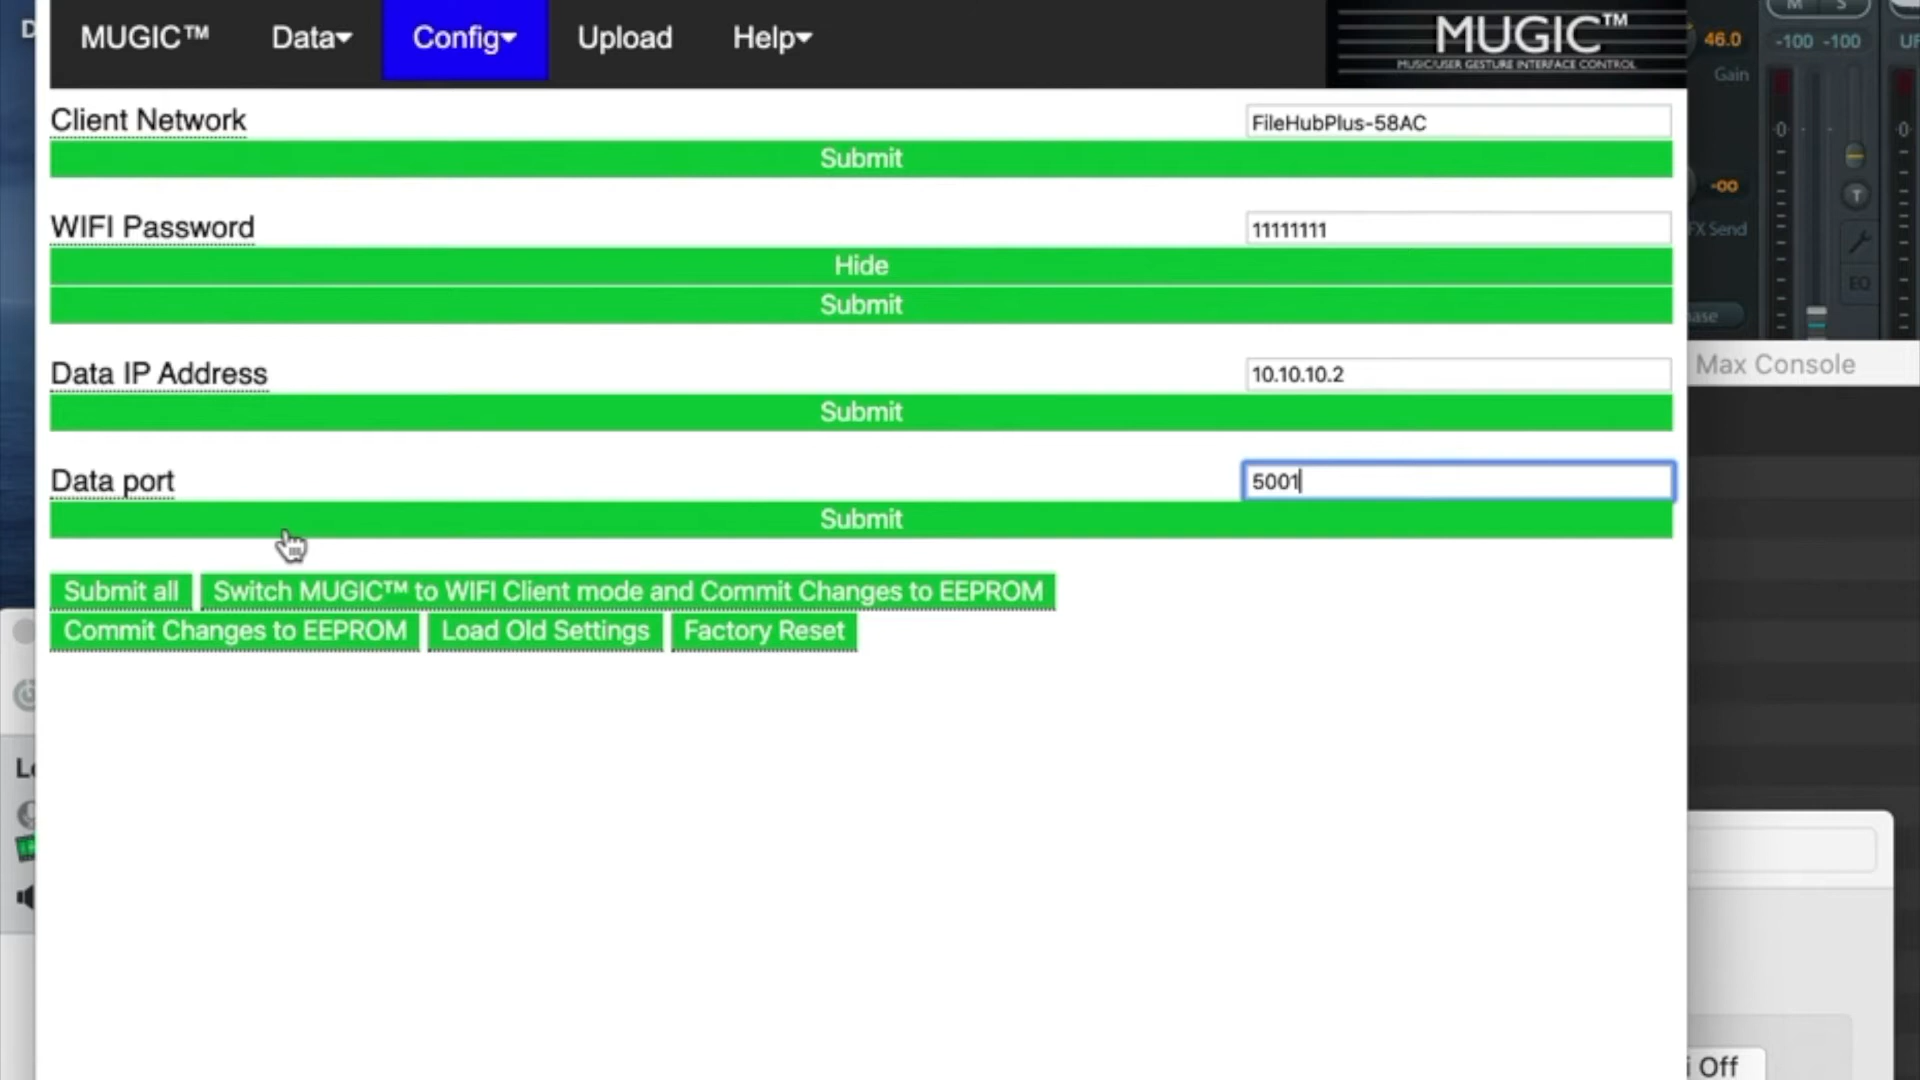 MUGIC™ Data Config Upload Help
MUGIC™
MUSIC/USER GESTURE INTERFACE CONTROL
Client Network FileHubPlus-58AC
Submit
WIFI Password 11111111
Hide
Submit
Data IP Address 10.10.10.2
Submit
Data port 5001
Submit
Submit all Switch MUGIC™ to WIFI Client mode and Commit Changes to EEPROM
Commit Changes to EEPROM Load Old Settings Factory Reset
M S
46.0 -100 -100
Gain
-0- -0-
-oo
T
FX Send
EQ
Max Console
Off